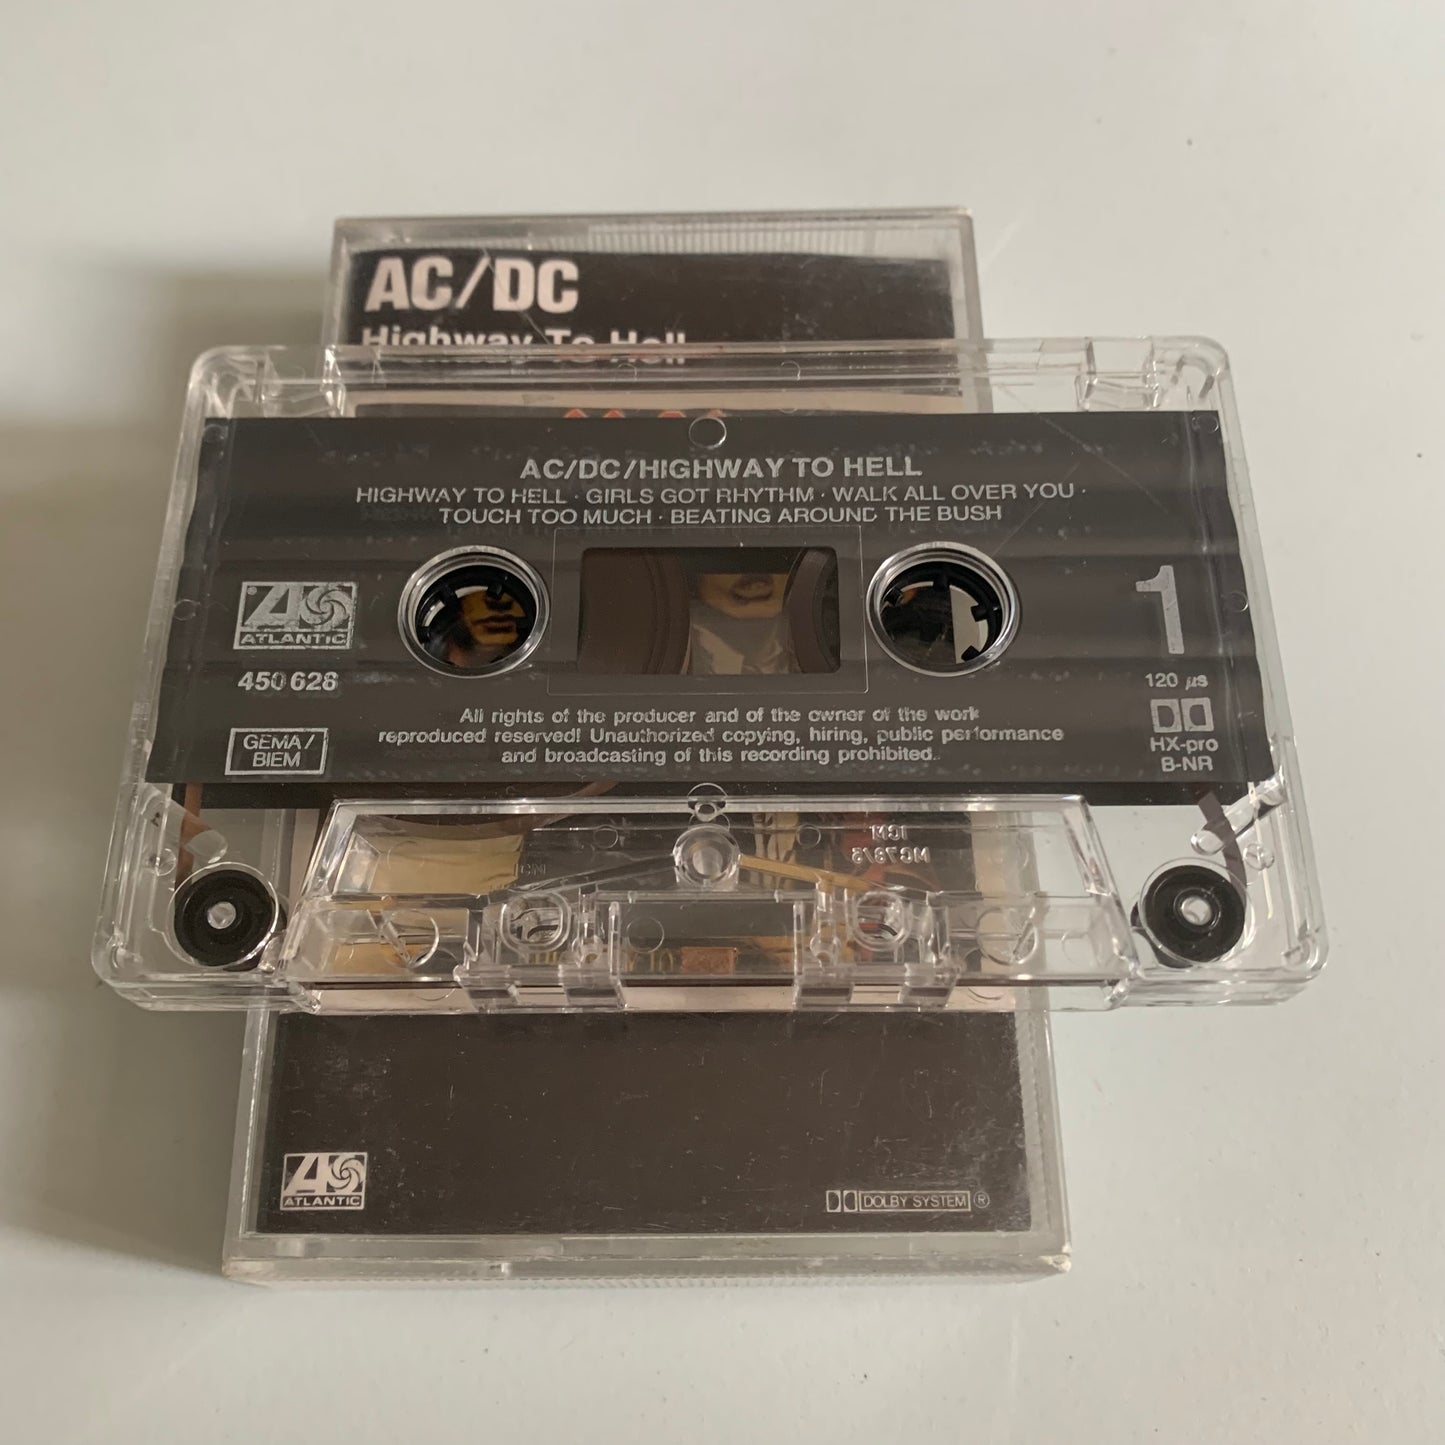 AC/DC
Highway To Hell
AC/DC/HIGHWAY TO HELL
HIGHWAY TO HELL · GIRLS GOT RHYTHM · WALK ALL OVER YOU ·
TOUCH TOO MUCH · BEATING AROUND THE BUSH
ATLANTIC
450 628
GEMA/
BIEM
1
120 µs
HX-pro
B-NR
All rights of the producer and of the owner of the work
reproduced reserved! Unauthorized copying, hiring, public performance
and broadcasting of this recording prohibited.
ATLANTIC
DOLBY SYSTEM ®